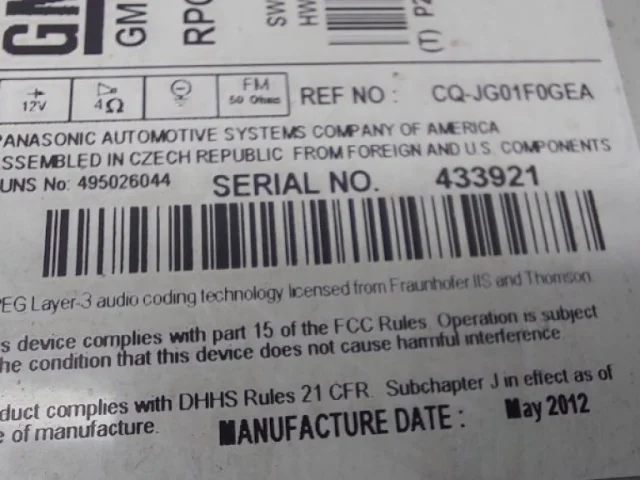 GM
GM
RPO
SW
HW
(T)
12V
4Ω
FM
50 Ohms
REF NO : CQ-JG01F0GEA
PANASONIC AUTOMOTIVE SYSTEMS COMPANY OF AMERICA
ASSEMBLED IN CZECH REPUBLIC FROM FOREIGN AND U.S. COMPONENTS
UNS No: 495026044 SERIAL NO. 433921
PEG Layer-3 audio coding technology licensed from Fraunhofer IIS and Thomson
s device complies with part 15 of the FCC Rules. Operation is subject
he condition that this device does not cause harmful interference
duct complies with DHHS Rules 21 CFR. Subchapter J in effect as of
e of manufacture.
MANUFACTURE DATE : May 2012